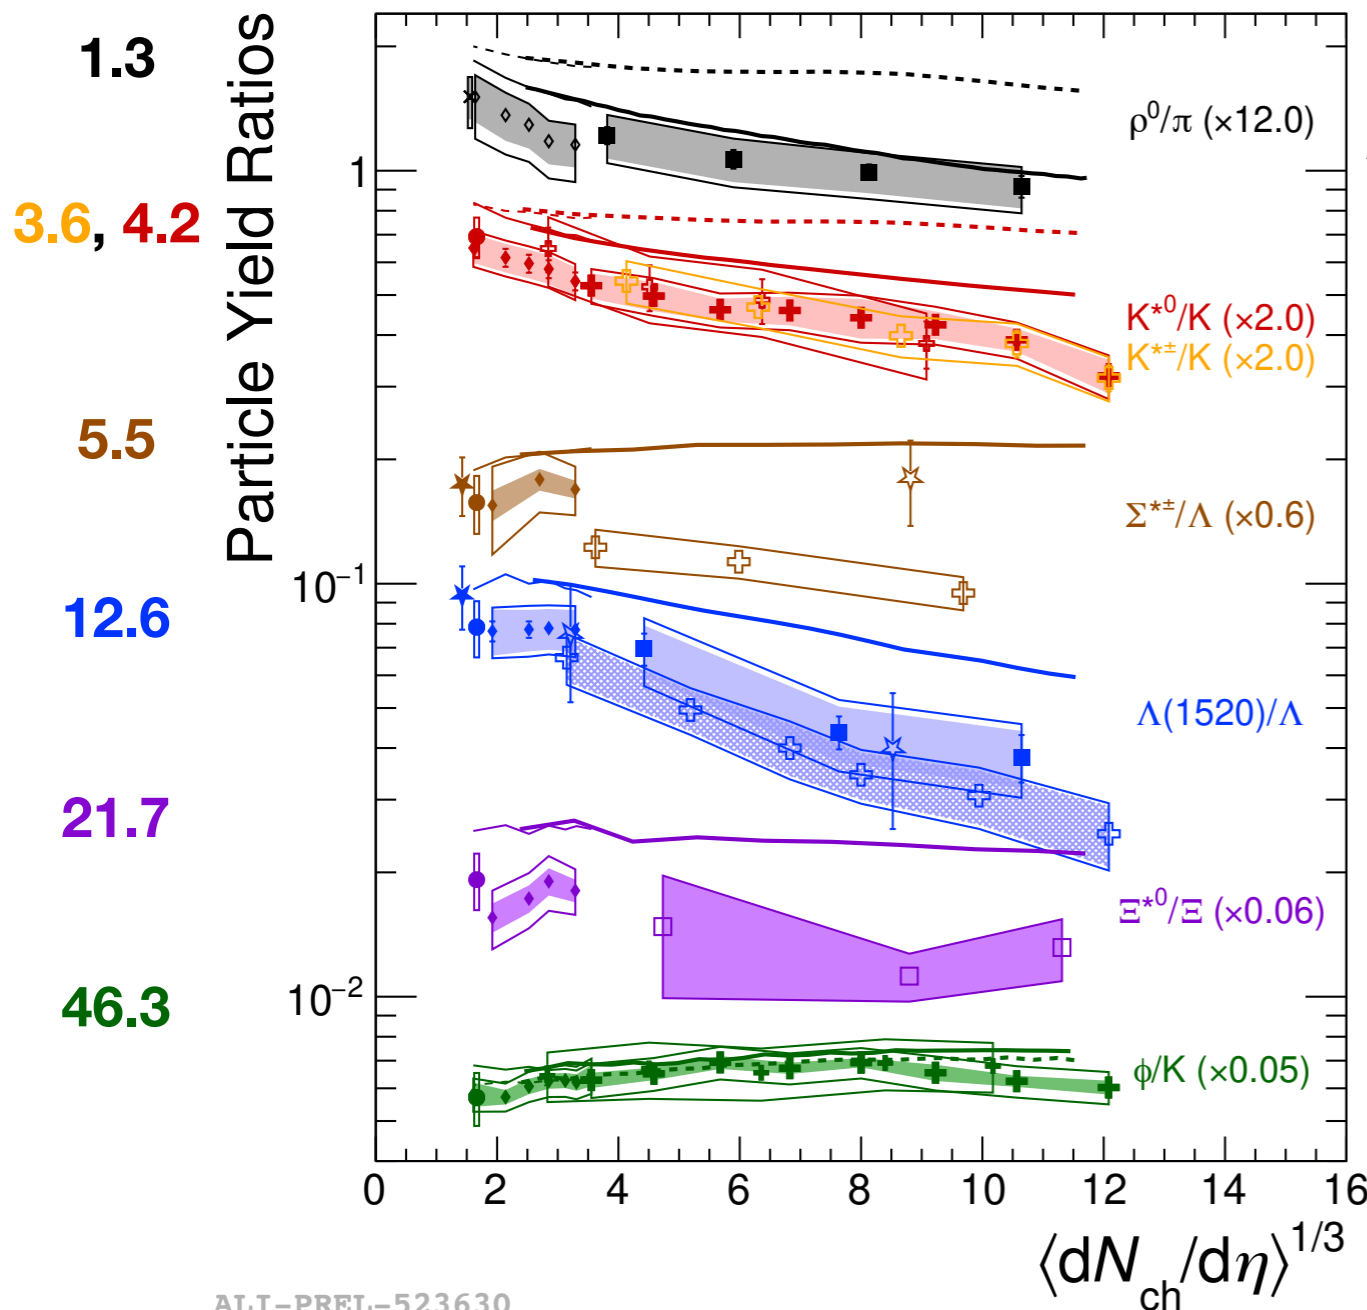 1.3
3.6, 4.2
5.5
12.6
21.7
46.3
Particle Yield Ratios
1
10⁻¹
10⁻²
ρ⁰/π (×12.0)
K*⁰/K (×2.0)
K*±/K (×2.0)
Σ*±/Λ (×0.6)
Λ(1520)/Λ
Ξ*⁰/Ξ (×0.06)
ϕ/K (×0.05)
0 2 4 6 8 10 12 14 16
⟨dN_ch/dη⟩^1/3
ALI-PREL-523630